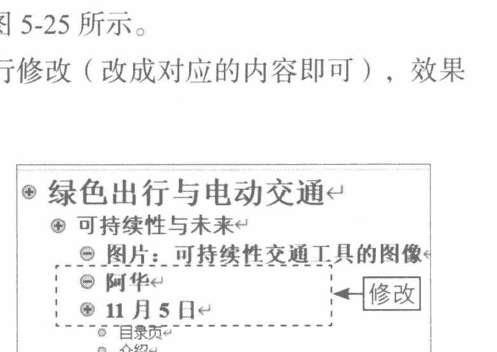 图 5-25 所示。
行修改（改成对应的内容即可），效果
绿色出行与电动交通↵
可持续性与未来↵
图片：可持续性交通工具的图像↵
阿华↵
修改
11 月 5 日↵
目录页↵
介绍↵